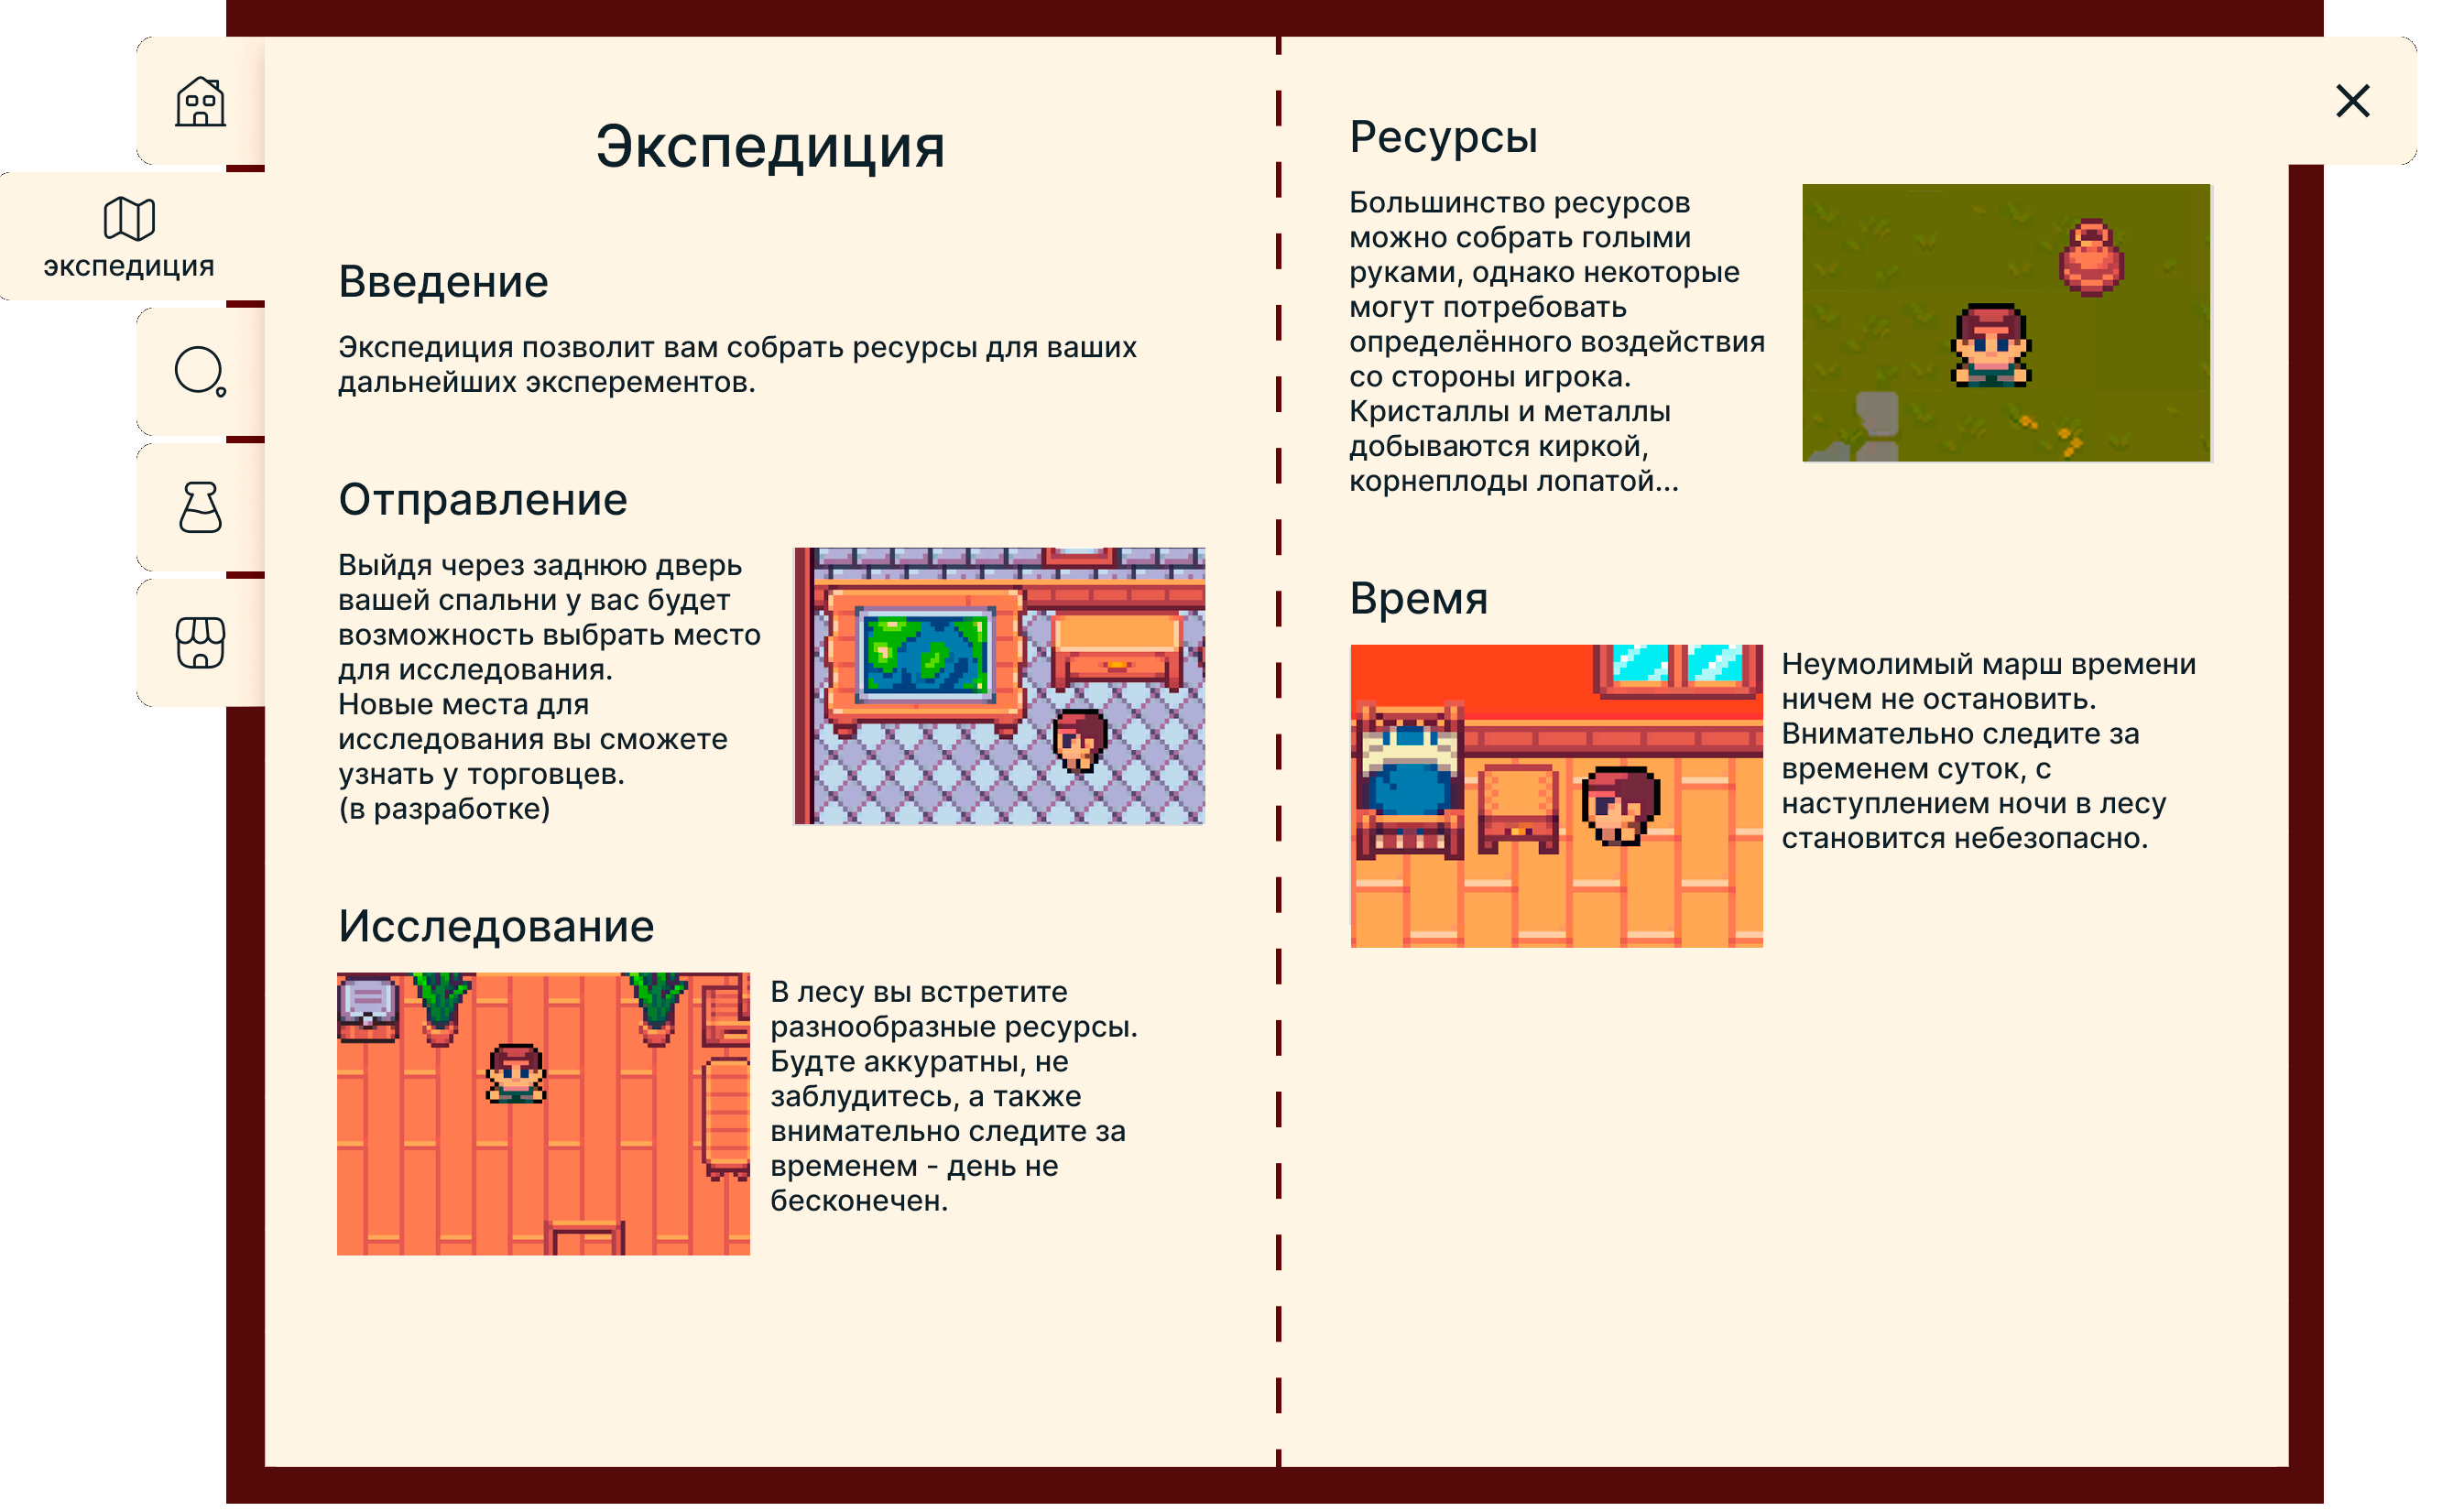 экспедиция
Экспедиция
Введение
Экспедиция позволит вам собрать ресурсы для ваших
дальнейших эксперементов.
Отправление
Выйдя через заднюю дверь
вашей спальни у вас будет
возможность выбрать место
для исследования.
Новые места для
исследования вы сможете
узнать у торговцев.
(в разработке)
Исследование
В лесу вы встретите
разнообразные ресурсы.
Будте аккуратны, не
заблудитесь, а также
внимательно следите за
временем - день не
бесконечен.
Ресурсы
Большинство ресурсов
можно собрать голыми
руками, однако некоторые
могут потребовать
определённого воздействия
со стороны игрока.
Кристаллы и металлы
добываются киркой,
корнеплоды лопатой...
Время
Неумолимый марш времени
ничем не остановить.
Внимательно следите за
временем суток, с
наступлением ночи в лесу
становится небезопасно.